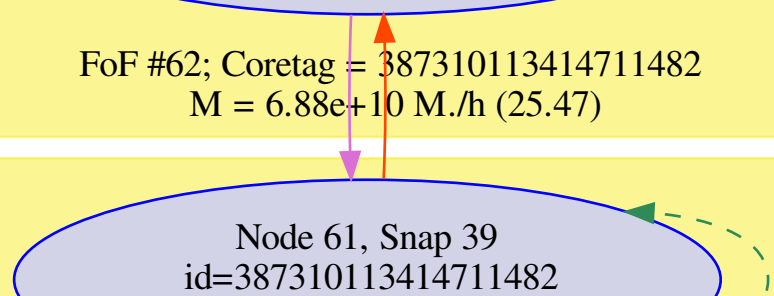 FoF #62; Coretag = 387310113414711482
M = 6.88e+10 M./h (25.47)
Node 61, Snap 39
id=387310113414711482